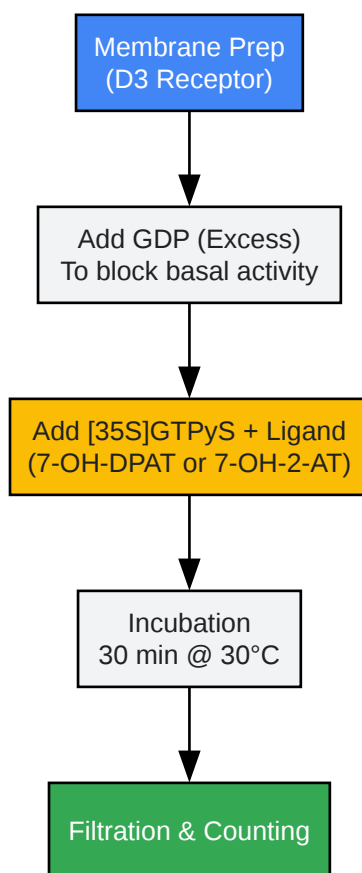 Membrane Prep
(D3 Receptor)
Add GDP (Excess)
To block basal activity
Add [35S]GTPyS + Ligand
(7-OH-DPAT or 7-OH-2-AT)
Incubation
30 min @ 30°C
Filtration & Counting